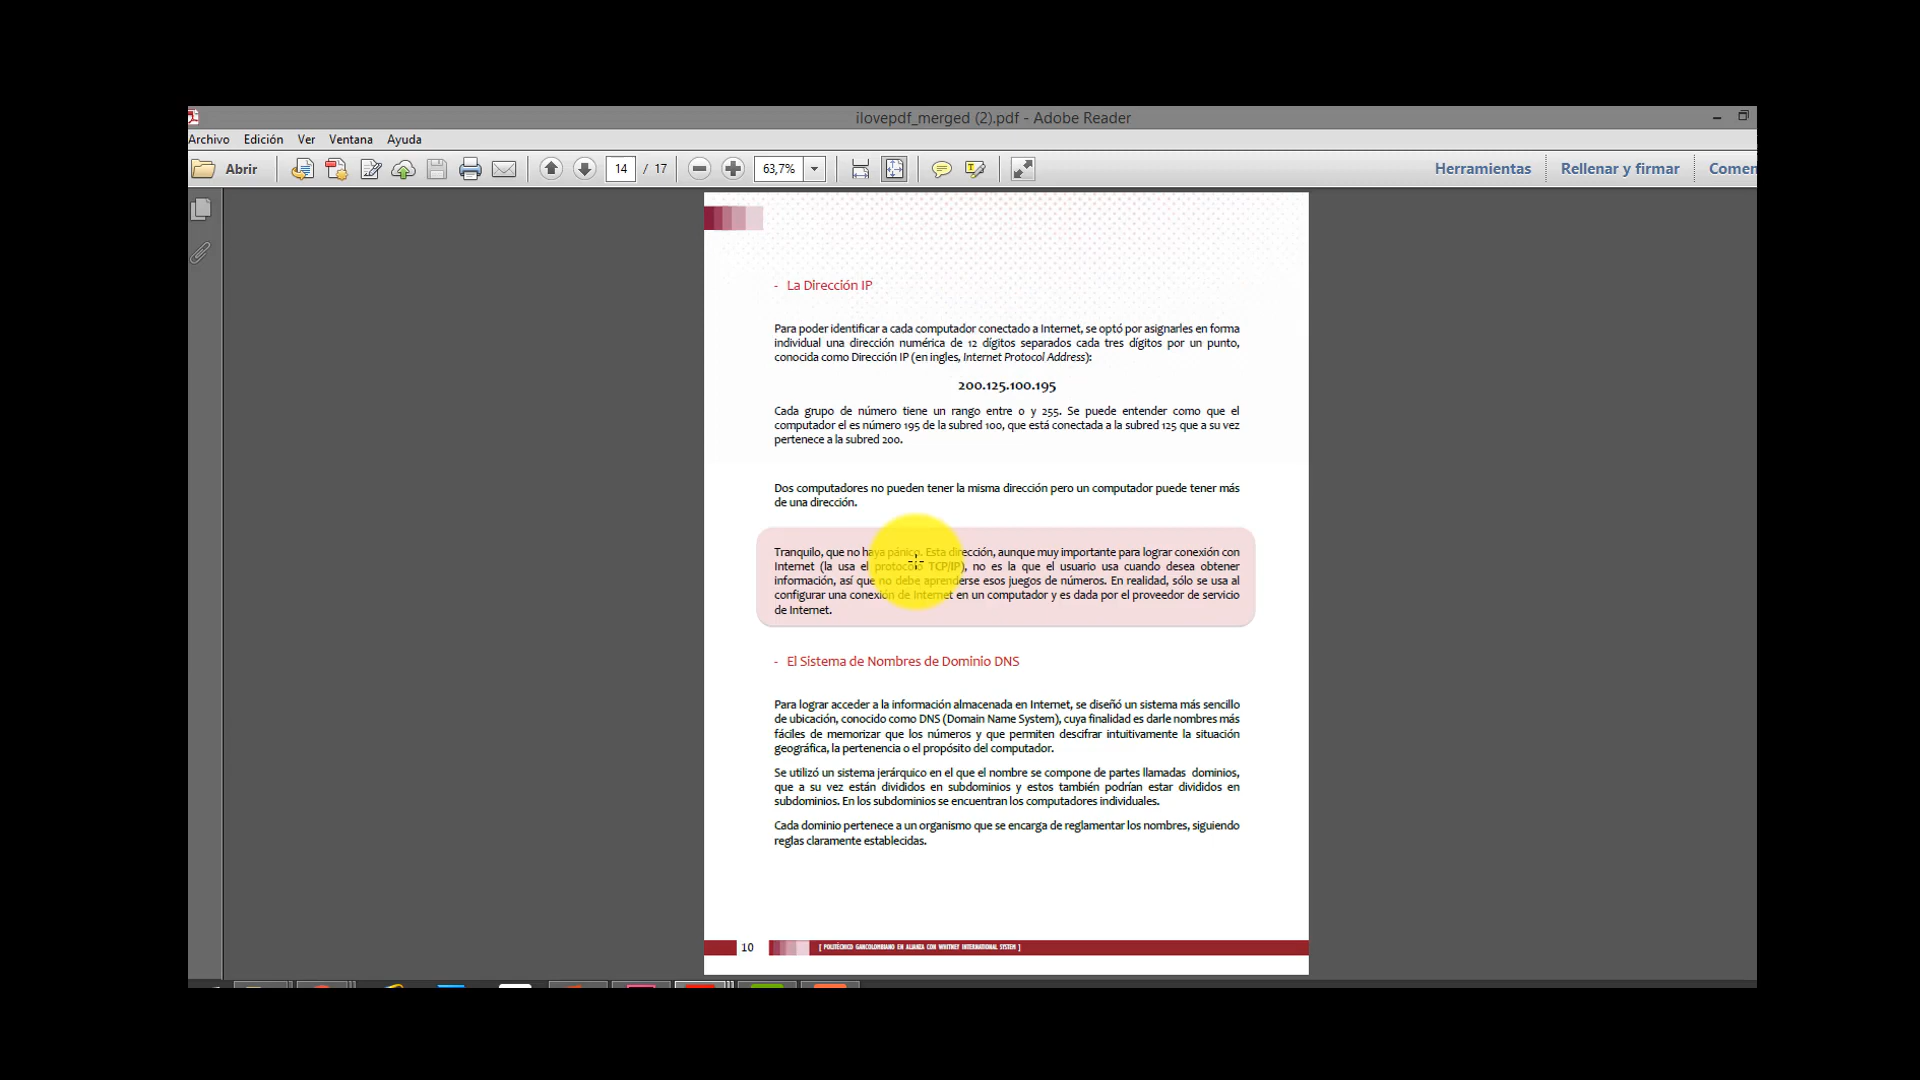 ilovepdf_merged (2).pdf - Adobe Reader
Archivo Edición Ver Ventana Ayuda
Abrir 14 / 17 63,7% Herramientas Rellenar y firmar Comen
- La Dirección IP
Para poder identificar a cada computador conectado a Internet, se optó por asignarles en forma
individual una dirección numérica de 12 dígitos separados cada tres dígitos por un punto,
conocida como Dirección IP (en ingles, Internet Protocol Address):
200.125.100.195
Cada grupo de número tiene un rango entre 0 y 255. Se puede entender como que el
computador el es número 195 de la subred 100, que está conectada a la subred 125 que a su vez
pertenece a la subred 200.
Dos computadores no pueden tener la misma dirección pero un computador puede tener más
de una dirección.
Tranquilo, que no haya pánico. Esta dirección, aunque muy importante para lograr conexión con
Internet (la usa el protocolo TCP/IP), no es la que el usuario usa cuando desea obtener
información, así que no debe aprenderse esos juegos de números. En realidad, sólo se usa al
configurar una conexión de Internet en un computador y es dada por el proveedor de servicio
de Internet.
- El Sistema de Nombres de Dominio DNS
Para lograr acceder a la información almacenada en Internet, se diseñó un sistema más sencillo
de ubicación, conocido como DNS (Domain Name System), cuya finalidad es darle nombres más
fáciles de memorizar que los números y que permiten descifrar intuitivamente la situación
geográfica, la pertenencia o el propósito del computador.
Se utilizó un sistema jerárquico en el que el nombre se compone de partes llamadas dominios,
que a su vez están divididos en subdominios y estos también podrían estar divididos en
subdominios. En los subdominios se encuentran los computadores individuales.
Cada dominio pertenece a un organismo que se encarga de reglamentar los nombres, siguiendo
reglas claramente establecidas.
10 [ POLITÉCNICO GANCOLOMBIANO EN ALIANZA CON WHITNEY INTERNATIONAL SYSTEM ]